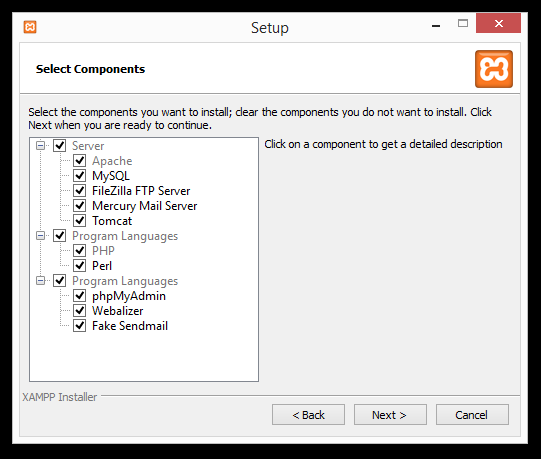 Setup
Select Components
Select the components you want to install; clear the components you do not want to install. Click
Next when you are ready to continue.
Server
Apache
MySQL
FileZilla FTP Server
Mercury Mail Server
Tomcat
Program Languages
PHP
Perl
Program Languages
phpMyAdmin
Webalizer
Fake Sendmail
Click on a component to get a detailed description
XAMPP Installer
< Back
Next >
Cancel